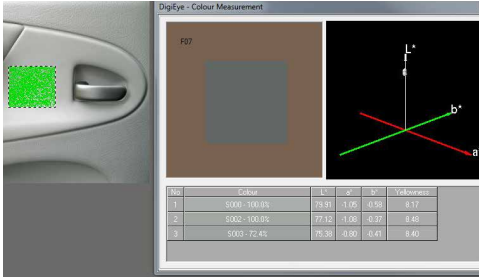 DigiEye - Colour Measurement
F07
L*
b*
a
No Colour L* a* b* Yellowness
1 S000 - 100.0% 79.91 -1.05 -0.59 8.17
2 S002 - 100.0% 77.12 -1.08 -0.37 8.48
3 S003 - 72.4% 75.38 -0.80 -0.41 8.40